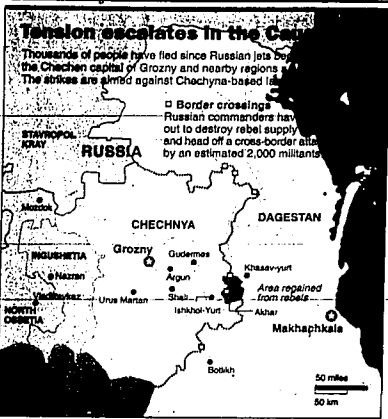 Tension escalates in the
Thousands of people have fled since Russian jets
the Chechen capital of Grozny and nearby regions
The strikes are aimed against Chechyna-based
Border crossings
Russian commanders
out to destroy rebel supply
and head off a cross-border
by an estimated 2,000 militants
STAVROPOL
KRAY
RUSSIA
Mozdok
CHECHNYA
DAGESTAN
INGUSHETIA
Grozny
Gudermes
Nazran
Argun
Khasav-yurt
Vladikavkaz
Urus Martan
Shali
Area regained
from rebels
NORTH
OSSETIA
Ishkhoi-Yurt
Akhar
Makhaphkala
Botlikh
50 miles
50 km